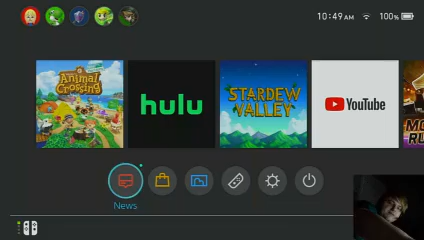 10:49 AM 100%
Animal Crossing
hulu
STARDEW VALLEY
YouTube
News